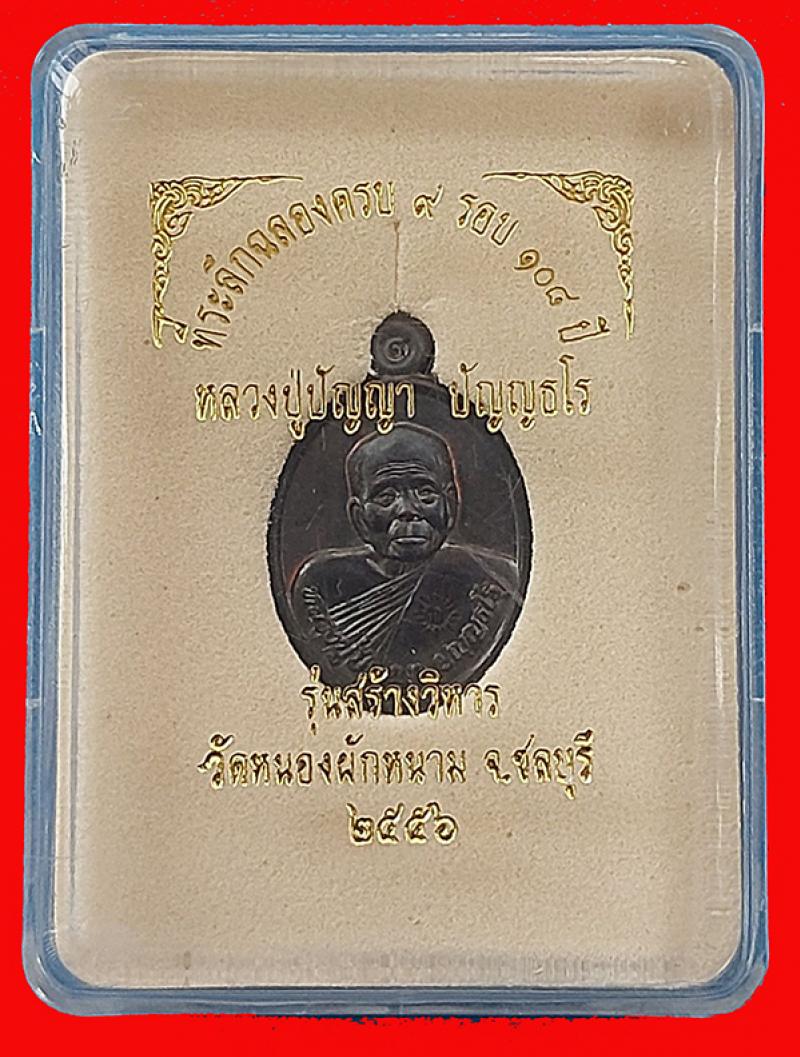 ที่ระลึกฉลองครบ ๙ รอบ ๑๐๘ ปี
๑
หลวงปู่ปัญญา ปัญญธโร
รุ่นสร้างวิหาร
วัดหนองผักหนาม จ.ชลบุรี
๒๕๕๖